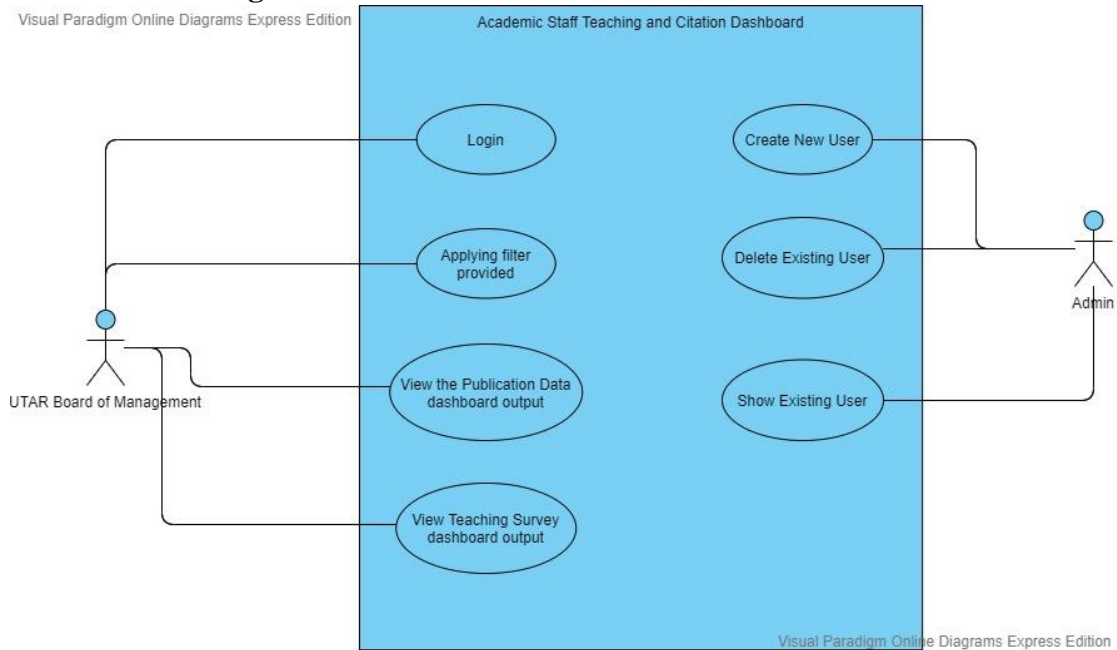 Visual Paradigm Online Diagrams Express Edition
Academic Staff Teaching and Citation Dashboard
Login
Create New User
Applying filter
provided
Delete Existing User
Admin
View the Publication Data
dashboard output
UTAR Board of Management
Show Existing User
View Teaching Survey
dashboard output
Visual Paradigm Online Diagrams Express Edition